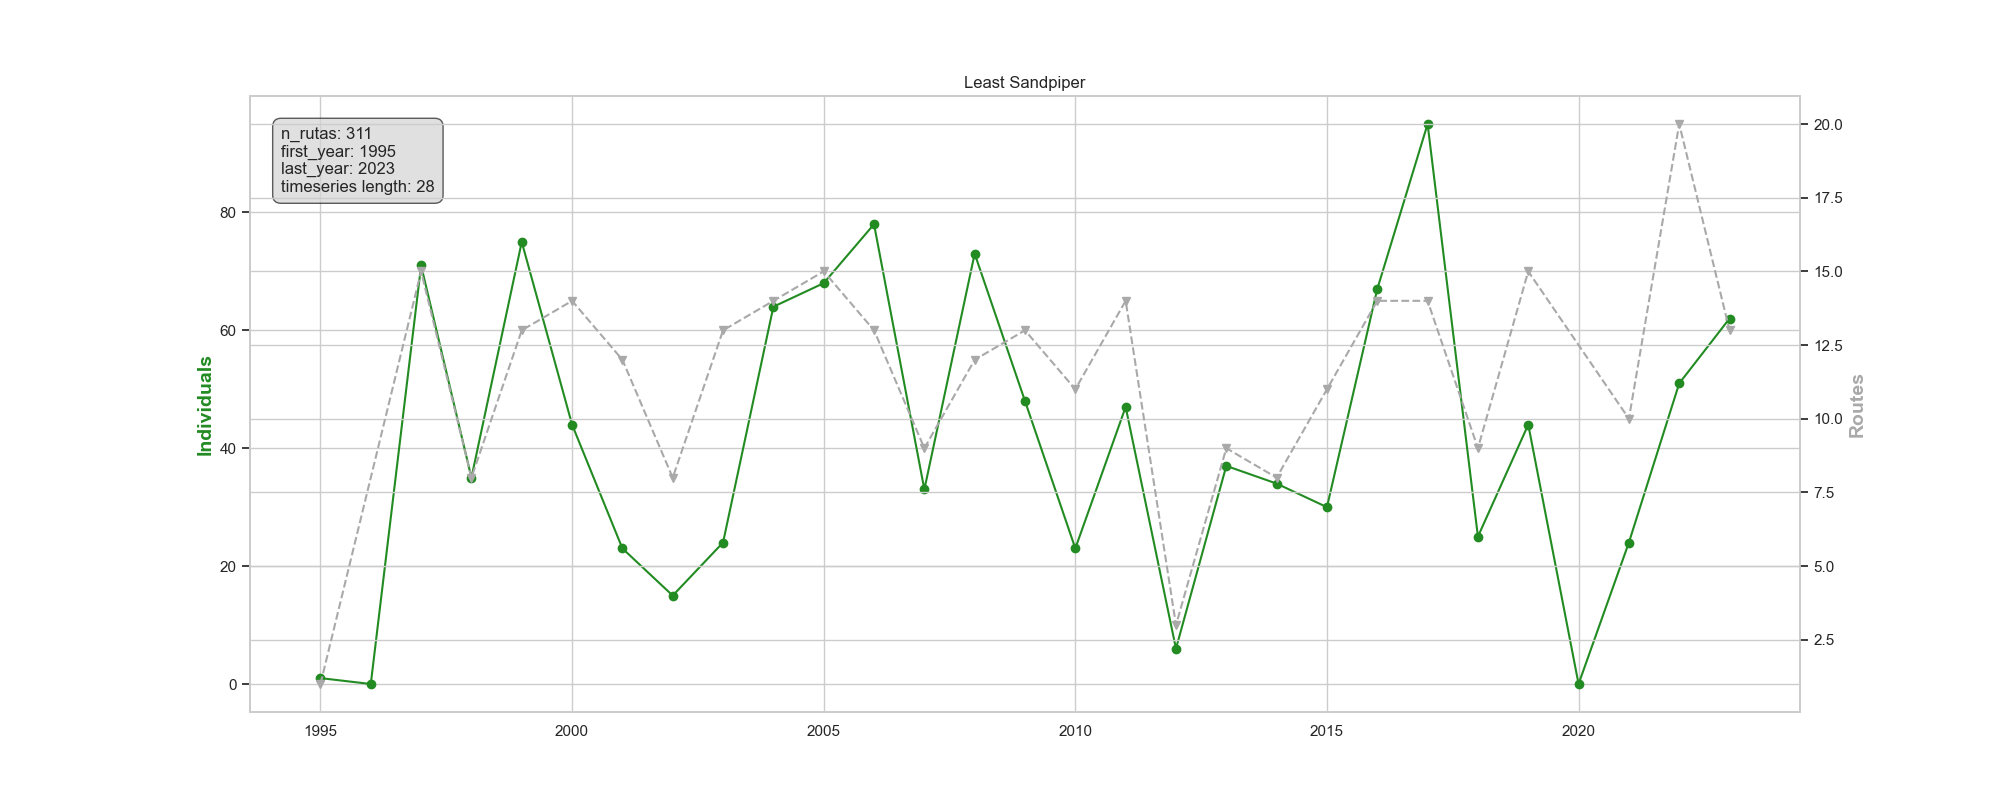 Least Sandpiper
n_rutas: 311
first_year: 1995
last_year: 2023
timeseries length: 28
80
60
40
20
0
Individuals
20.0
17.5
15.0
12.5
10.0
7.5
5.0
2.5
Routes
1995
2000
2005
2010
2015
2020